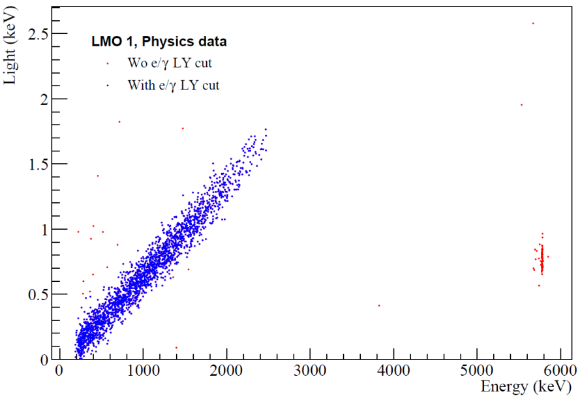 Light (keV)
2.5
2
1.5
1
0.5
0
LMO 1, Physics data
Wo e/γ LY cut
With e/γ LY cut
0 1000 2000 3000 4000 5000 6000
Energy (keV)